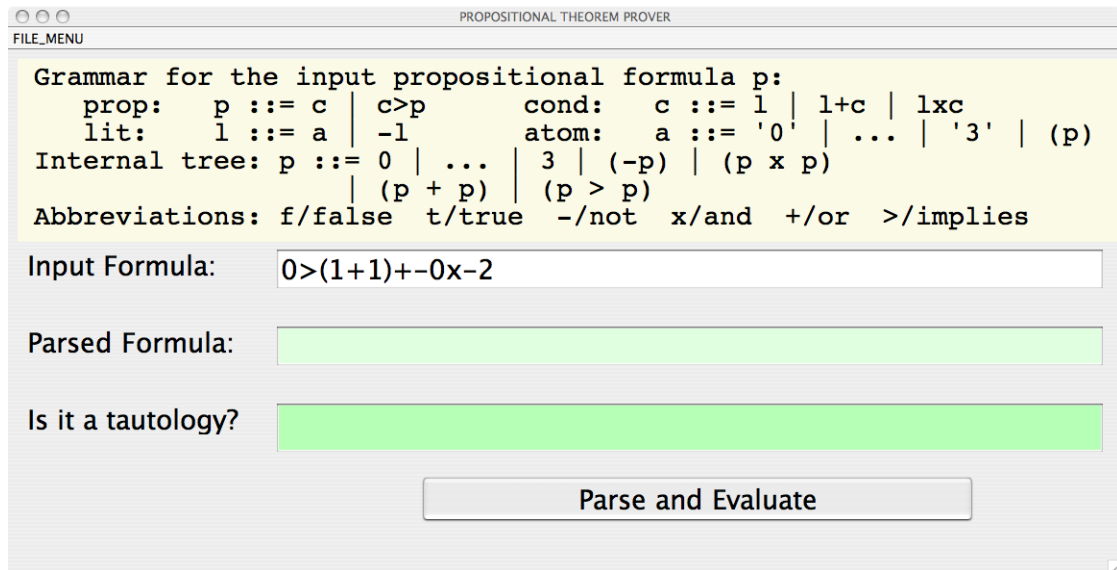 PROPOSITIONAL THEOREM PROVER
FILE_MENU
Grammar for the input propositional formula p:
prop: p ::= c | c>p cond: c ::= l | l+c | lxc
lit: l ::= a | -l atom: a ::= '0' | ... | '3' | (p)
Internal tree: p ::= 0 | ... | 3 | (-p) | (p x p)
| (p + p) | (p > p)
Abbreviations: f/false t/true -/not x/and +/or >/implies
Input Formula: 0>(1+1)+-0x-2
Parsed Formula:
Is it a tautology?
Parse and Evaluate